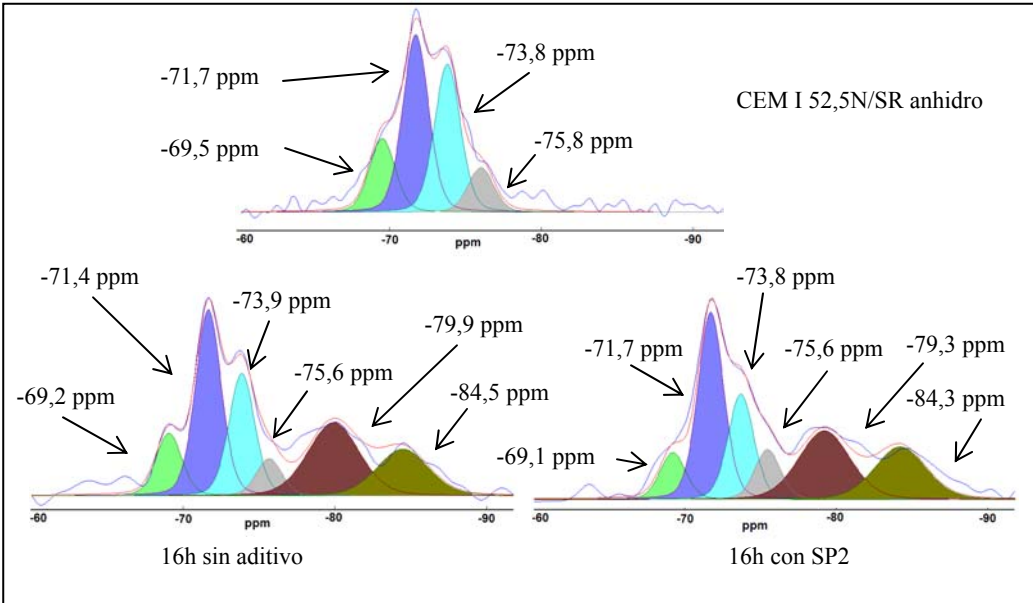 -71,7 ppm
-73,8 ppm
CEM I 52,5N/SR anhidro
-69,5 ppm
-75,8 ppm
-60
-70
-80
-90
ppm
-71,4 ppm
-73,9 ppm
-79,9 ppm
-69,2 ppm
-75,6 ppm
-84,5 ppm
-60
-70
-80
-90
ppm
16h sin aditivo
-73,8 ppm
-71,7 ppm
-75,6 ppm
-79,3 ppm
-84,3 ppm
-69,1 ppm
-60
-70
-80
-90
ppm
16h con SP2